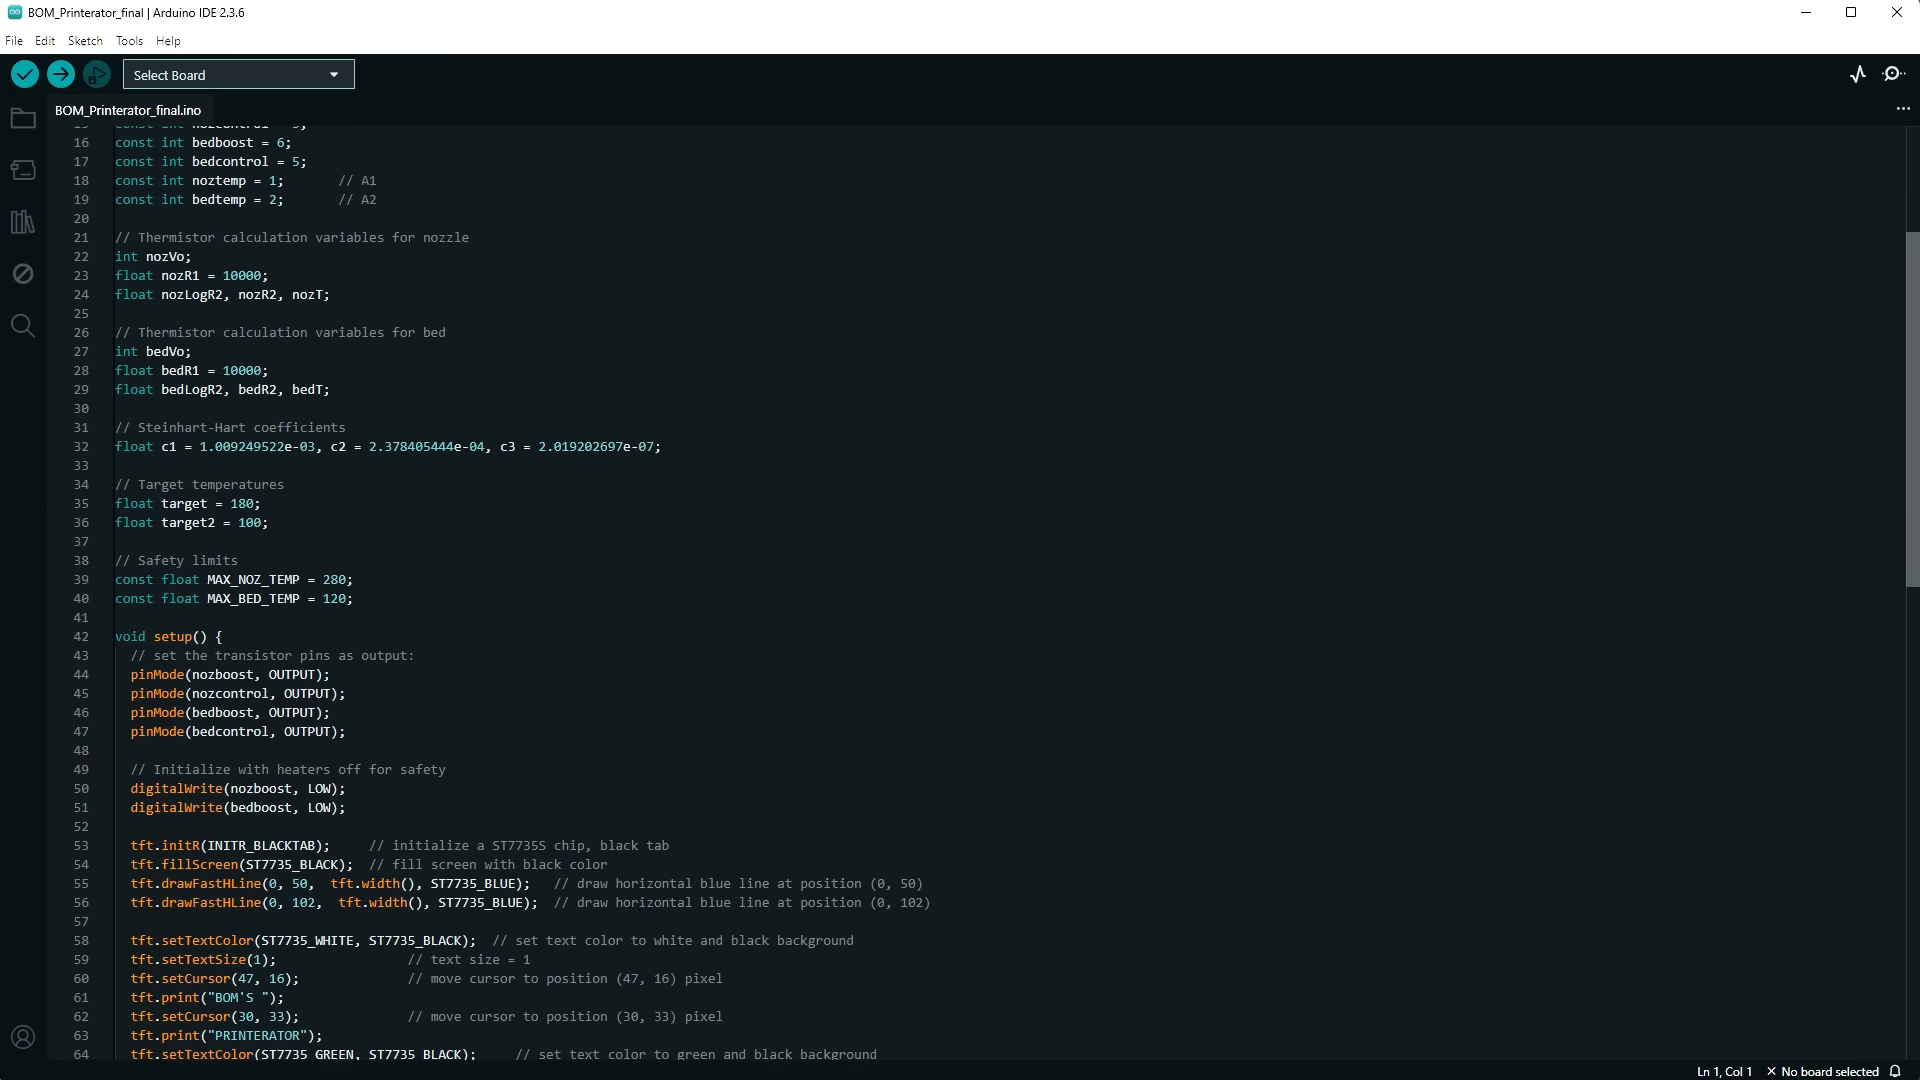 BOM_Printerator_final | Arduino IDE 2.3.6
File Edit Sketch Tools Help
Select Board
BOM_Printerator_final.ino
15 const int nozcontrol = 3;
16 const int bedboost = 6;
17 const int bedcontrol = 5;
18 const int noztemp = 1; // A1
19 const int bedtemp = 2; // A2
20
21 // Thermistor calculation variables for nozzle
22 int nozVo;
23 float nozR1 = 10000;
24 float nozLogR2, nozR2, nozT;
25
26 // Thermistor calculation variables for bed
27 int bedVo;
28 float bedR1 = 10000;
29 float bedLogR2, bedR2, bedT;
30
31 // Steinhart-Hart coefficients
32 float c1 = 1.009249522e-03, c2 = 2.378405444e-04, c3 = 2.019202697e-07;
33
34 // Target temperatures
35 float target = 180;
36 float target2 = 100;
37
38 // Safety limits
39 const float MAX_NOZ_TEMP = 280;
40 const float MAX_BED_TEMP = 120;
41
42 void setup() {
43 // set the transistor pins as output:
44 pinMode(nozboost, OUTPUT);
45 pinMode(nozcontrol, OUTPUT);
46 pinMode(bedboost, OUTPUT);
47 pinMode(bedcontrol, OUTPUT);
48
49 // Initialize with heaters off for safety
50 digitalWrite(nozboost, LOW);
51 digitalWrite(bedboost, LOW);
52
53 tft.initR(INITR_BLACKTAB); // initialize a ST7735S chip, black tab
54 tft.fillScreen(ST7735_BLACK); // fill screen with black color
55 tft.drawFastHLine(0, 50, tft.width(), ST7735_BLUE); // draw horizontal blue line at position (0, 50)
56 tft.drawFastHLine(0, 102, tft.width(), ST7735_BLUE); // draw horizontal blue line at position (0, 102)
57
58 tft.setTextColor(ST7735_WHITE, ST7735_BLACK); // set text color to white and black background
59 tft.setTextSize(1); // text size = 1
60 tft.setCursor(47, 16); // move cursor to position (47, 16) pixel
61 tft.print("BOM'S ");
62 tft.setCursor(30, 33); // move cursor to position (30, 33) pixel
63 tft.print("PRINTERATOR");
64 tft.setTextColor(ST7735_GREEN, ST7735_BLACK); // set text color to green and black background
Ln 1, Col 1 × No board selected